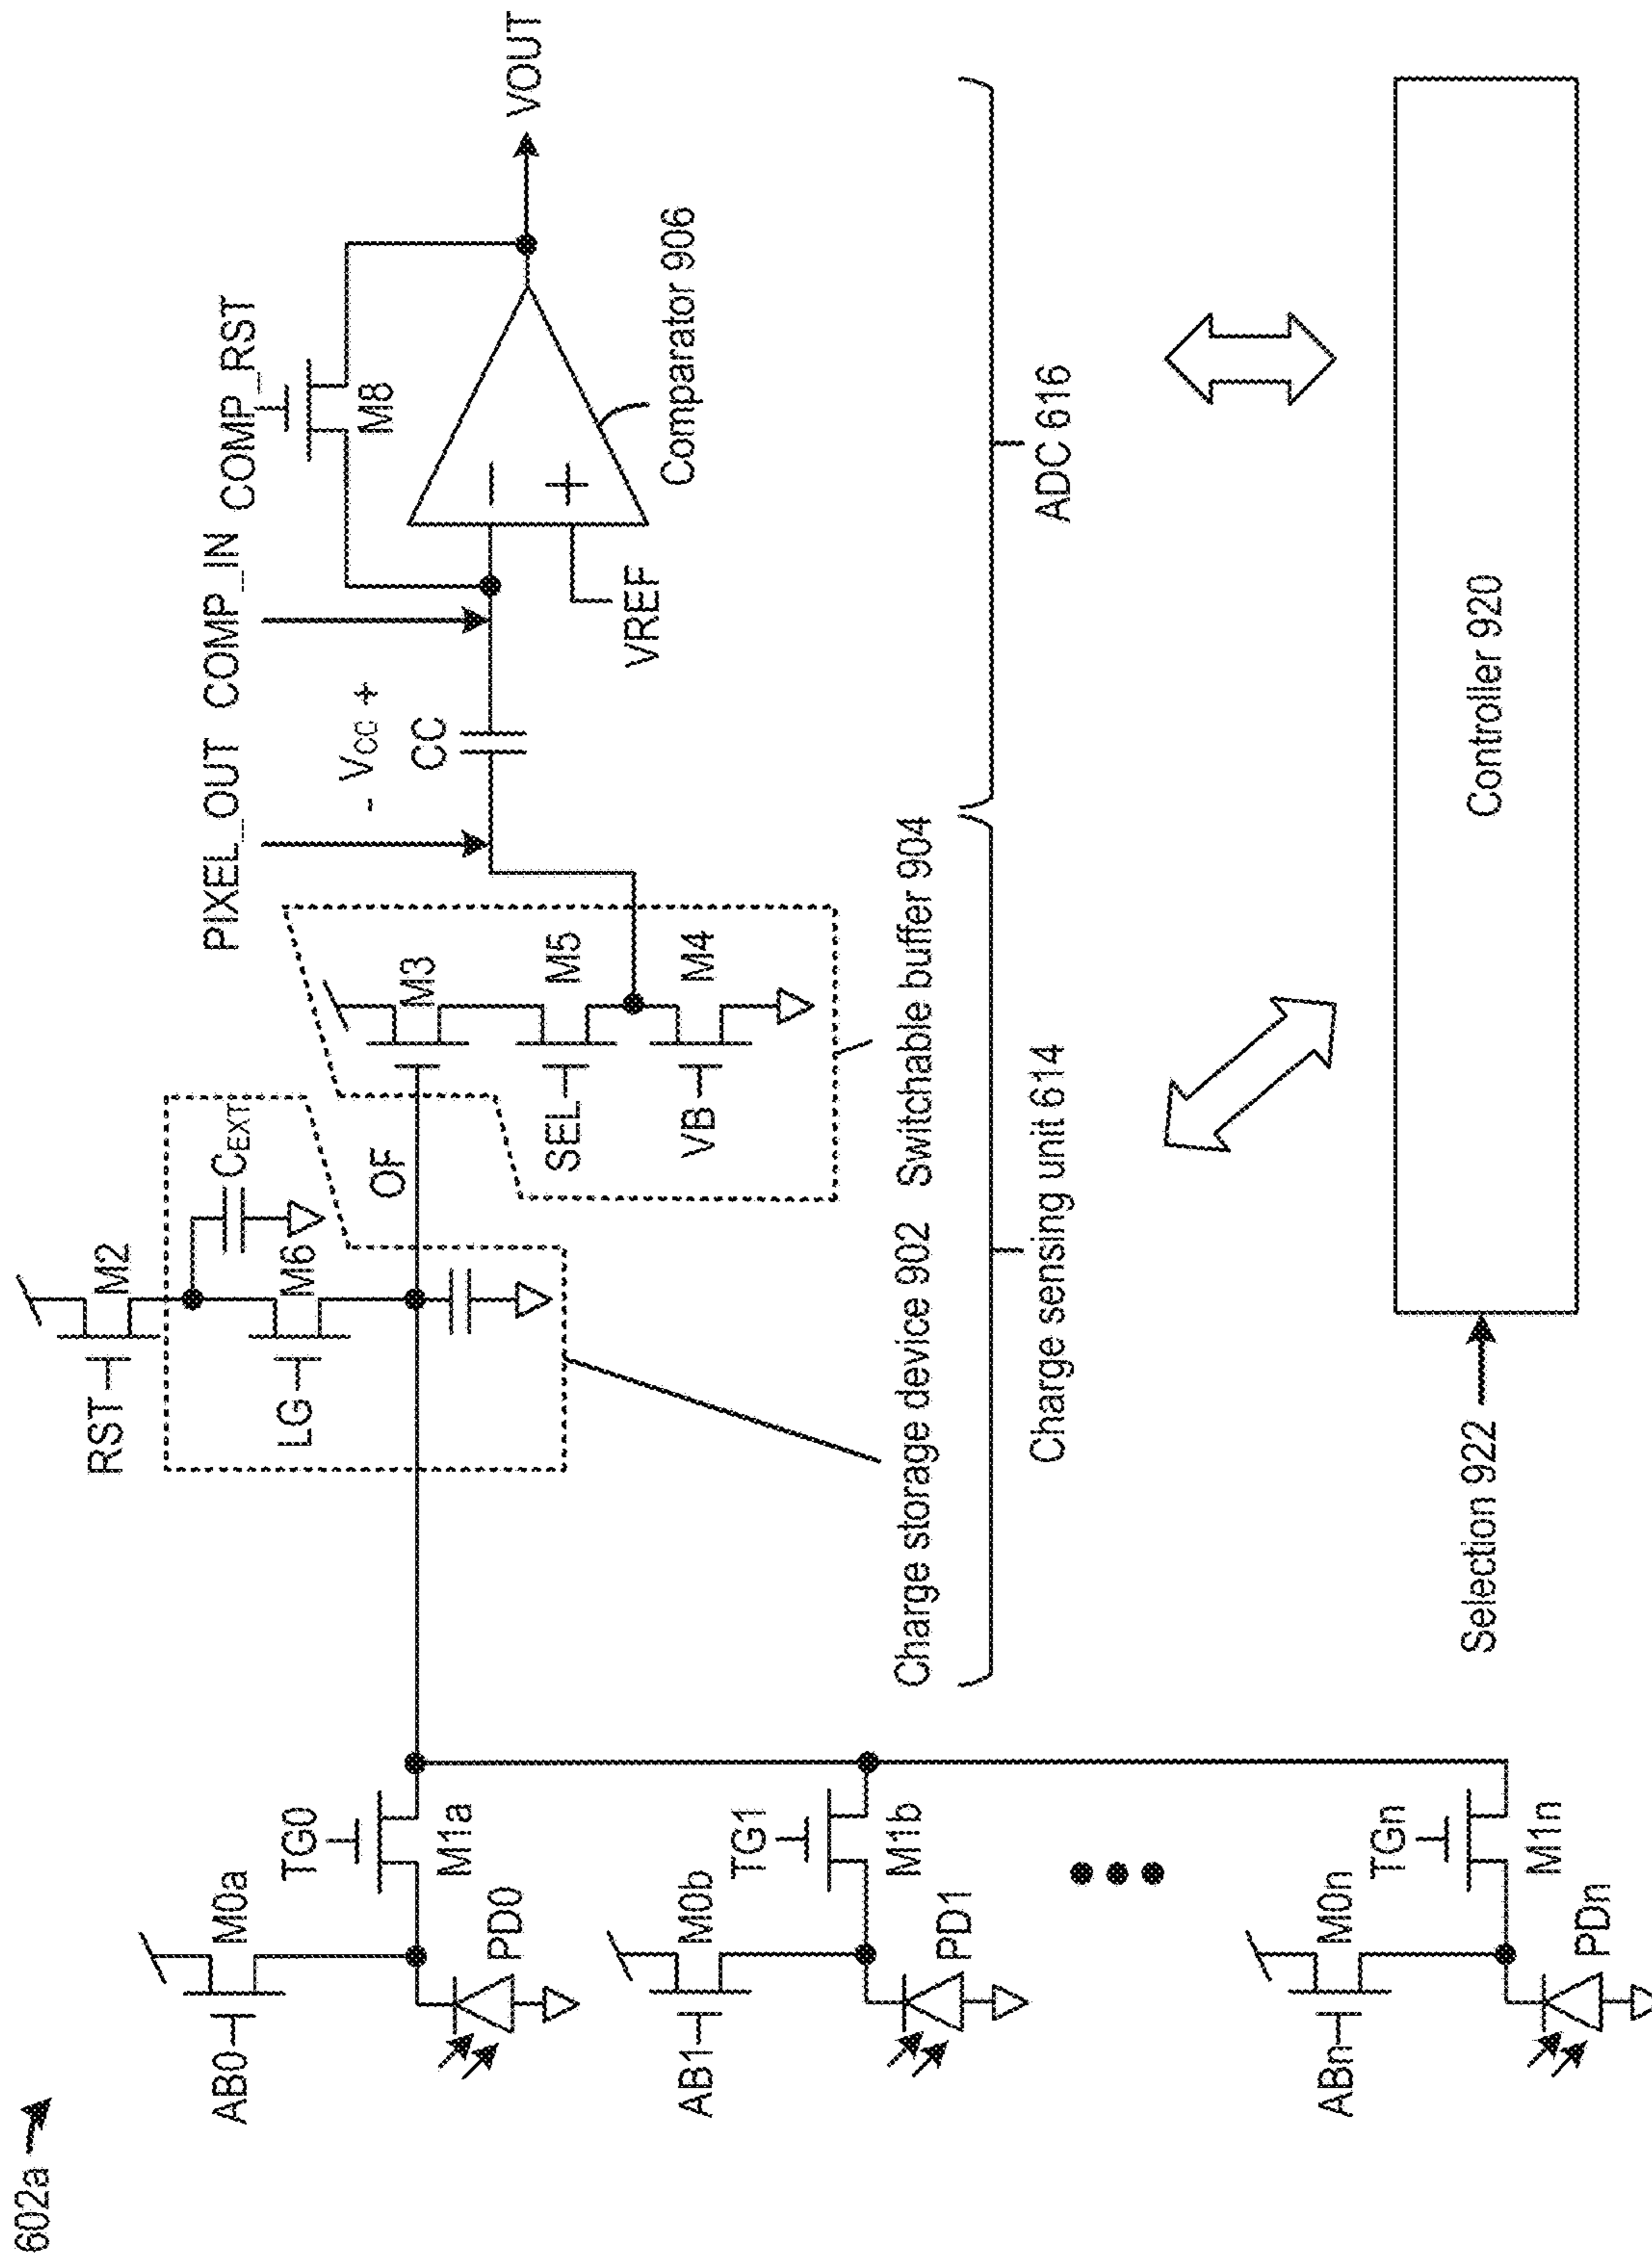 602a
RST
M2
CEXT
LG
M6
OF
PIXEL_OUT
COMP_IN
COMP_RST
- VCC +
CC
M8
VOUT
M3
SEL
M5
VB
M4
VREF
Comparator 906
AB0
M0a
TG0
M1a
PD0
AB1
M0b
TG1
M1b
PD1
ABn
M0n
TGn
M1n
PDn
Charge storage device 902
Switchable buffer 904
Charge sensing unit 614
ADC 616
Selection 922
Controller 920